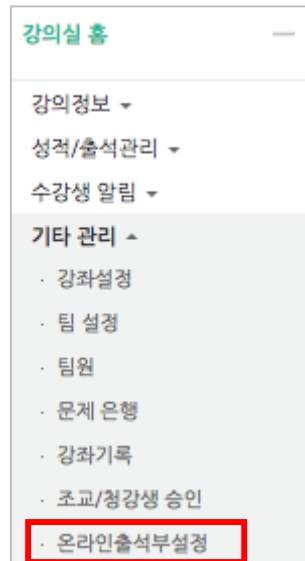 강의실 홈
강의정보
성적/출석관리
수강생 알림
기타 관리
· 강좌설정
· 팀 설정
· 팀원
· 문제 은행
· 강좌기록
· 조교/청강생 승인
· 온라인출석부설정